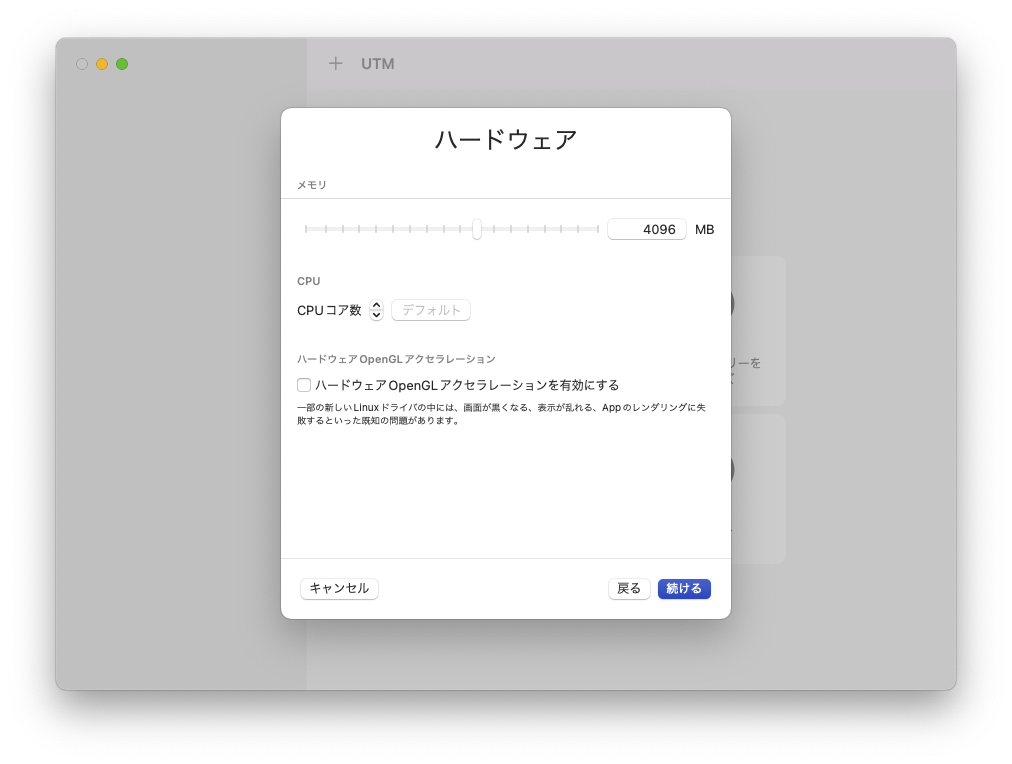 UTM
ハードウェア
メモリ
4096 MB
CPU
CPUコア数 デフォルト
ハードウェアOpenGLアクセラレーション
ハードウェアOpenGLアクセラレーションを有効にする
一部の新しいLinuxドライバの中には、画面が黒くなる、表示が乱れる、Appのレンダリングに失
敗するといった既知の問題があります。
リーを
キャンセル 戻る 続ける